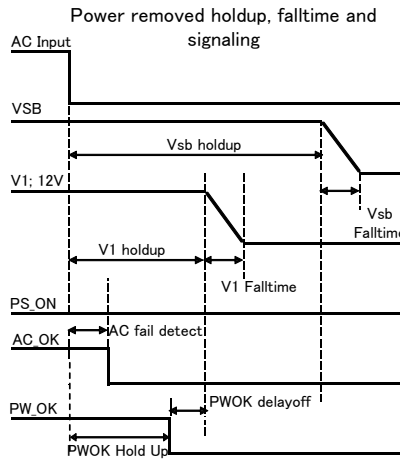 Power removed holdup, falltime and
signaling
AC Input
VSB
Vsb holdup
V1; 12V
Vsb
Falltime
V1 holdup
V1 Falltime
PS_ON
AC fail detect
AC_OK
PWOK delayoff
PW_OK
PWOK Hold Up